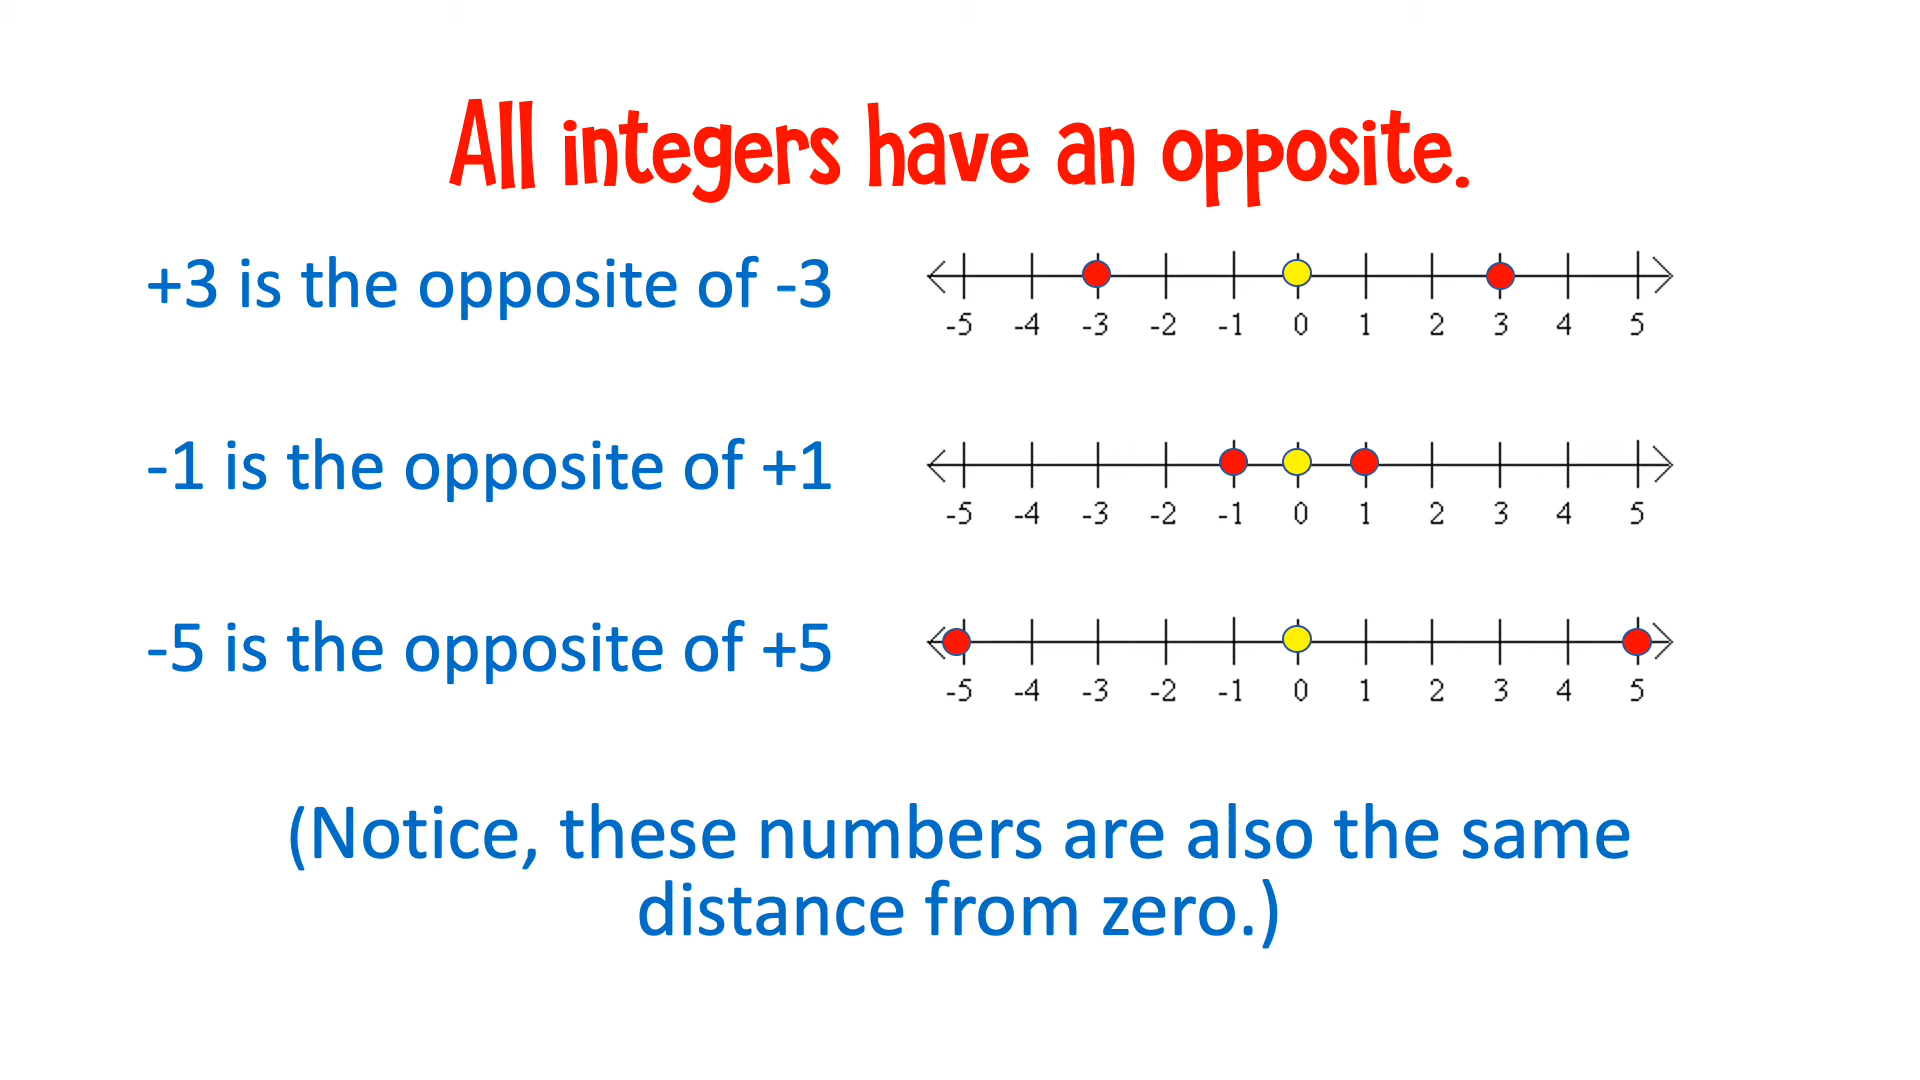 All integers have an opposite.
+3 is the opposite of -3
-5 -4 -3 -2 -1 0 1 2 3 4 5
-1 is the opposite of +1
-5 -4 -3 -2 -1 0 1 2 3 4 5
-5 is the opposite of +5
-5 -4 -3 -2 -1 0 1 2 3 4 5
(Notice, these numbers are also the same
distance from zero.)